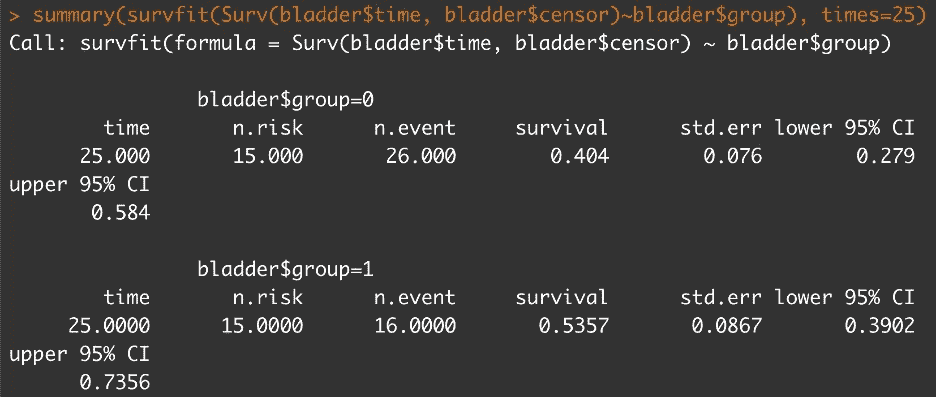 > summary(survfit(Surv(bladder$time, bladder$censor)~bladder$group), times=25)
Call: survfit(formula = Surv(bladder$time, bladder$censor) ~ bladder$group)
bladder$group=0
time n.risk n.event survival std.err lower 95% CI
25.000 15.000 26.000 0.404 0.076 0.279
upper 95% CI
0.584
bladder$group=1
time n.risk n.event survival std.err lower 95% CI
25.0000 15.0000 16.0000 0.5357 0.0867 0.3902
upper 95% CI
0.7356